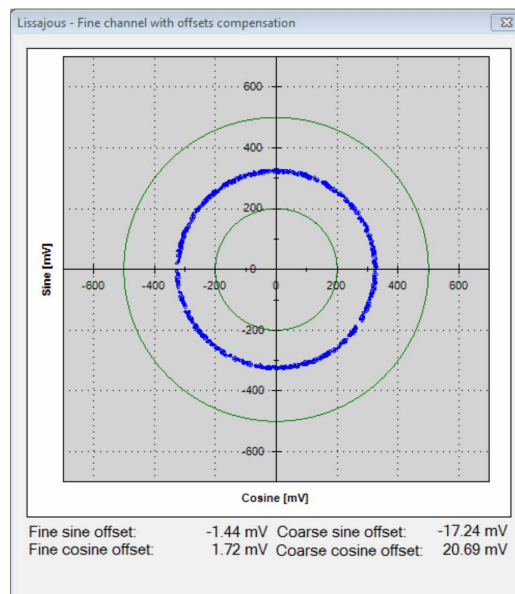 Lissajous - Fine channel with offsets compensation
600
400
200
-600 -400 -200 0 200 400 600
-200
-400
-600
Sine [mV]
Cosine [mV]
Fine sine offset: -1.44 mV Coarse sine offset: -17.24 mV
Fine cosine offset: 1.72 mV Coarse cosine offset: 20.69 mV